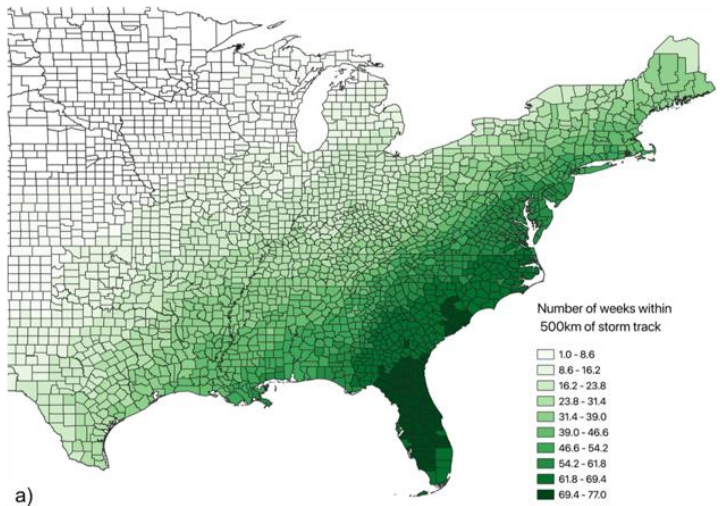 Number of weeks within
500km of storm track
1.0 - 8.6
8.6 - 16.2
16.2 - 23.8
23.8 - 31.4
31.4 - 39.0
39.0 - 46.6
46.6 - 54.2
54.2 - 61.8
61.8 - 69.4
69.4 - 77.0
a)